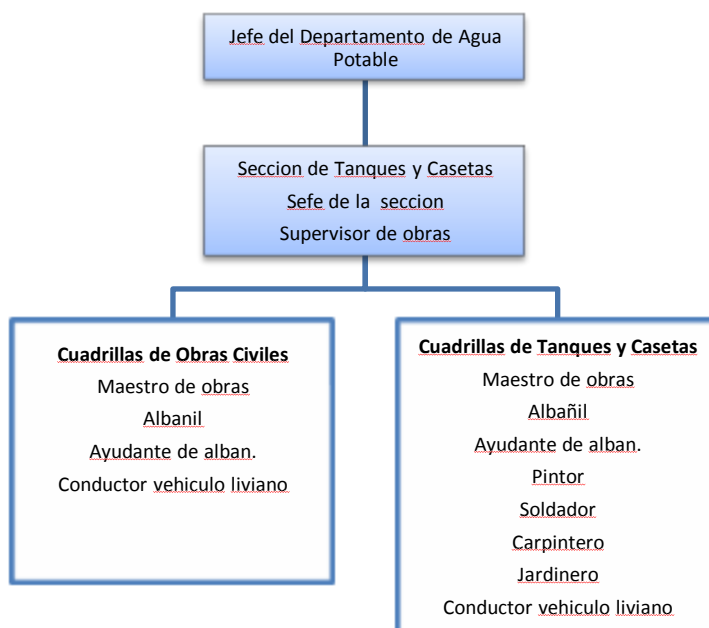 Jefe del Departamento de Agua
Potable
Seccion de Tanques y Casetas
Sefe de la seccion
Supervisor de obras
Cuadrillas de Obras Civiles
Maestro de obras
Albanil
Ayudante de alban.
Conductor vehiculo liviano
Cuadrillas de Tanques y Casetas
Maestro de obras
Albañil
Ayudante de alban.
Pintor
Soldador
Carpintero
Jardinero
Conductor vehiculo liviano